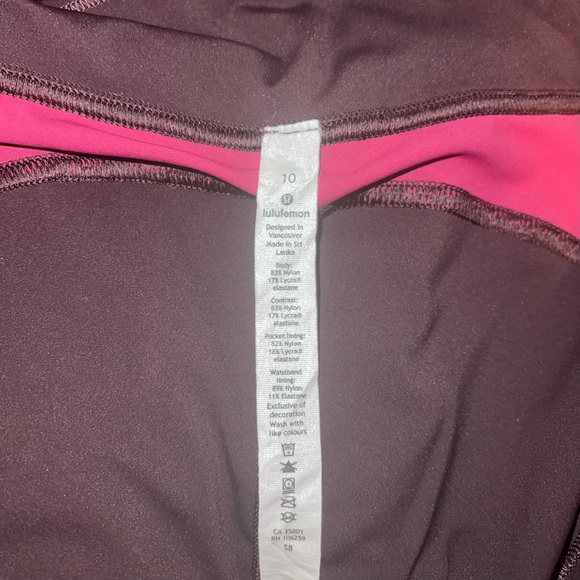 10
lululemon
Designed in
Vancouver
Made in Sri
Lanka
Body:
83% Nylon
17% Lycra®
elastane
Contrast:
83% Nylon
17% Lycra®
elastane
Pocket lining:
82% Nylon
18% Lycra®
elastane
Waistband
lining:
89% Nylon
11% Elastane
Exclusive of
decoration
Wash with
like colours
CA 35801
RN 106259
58